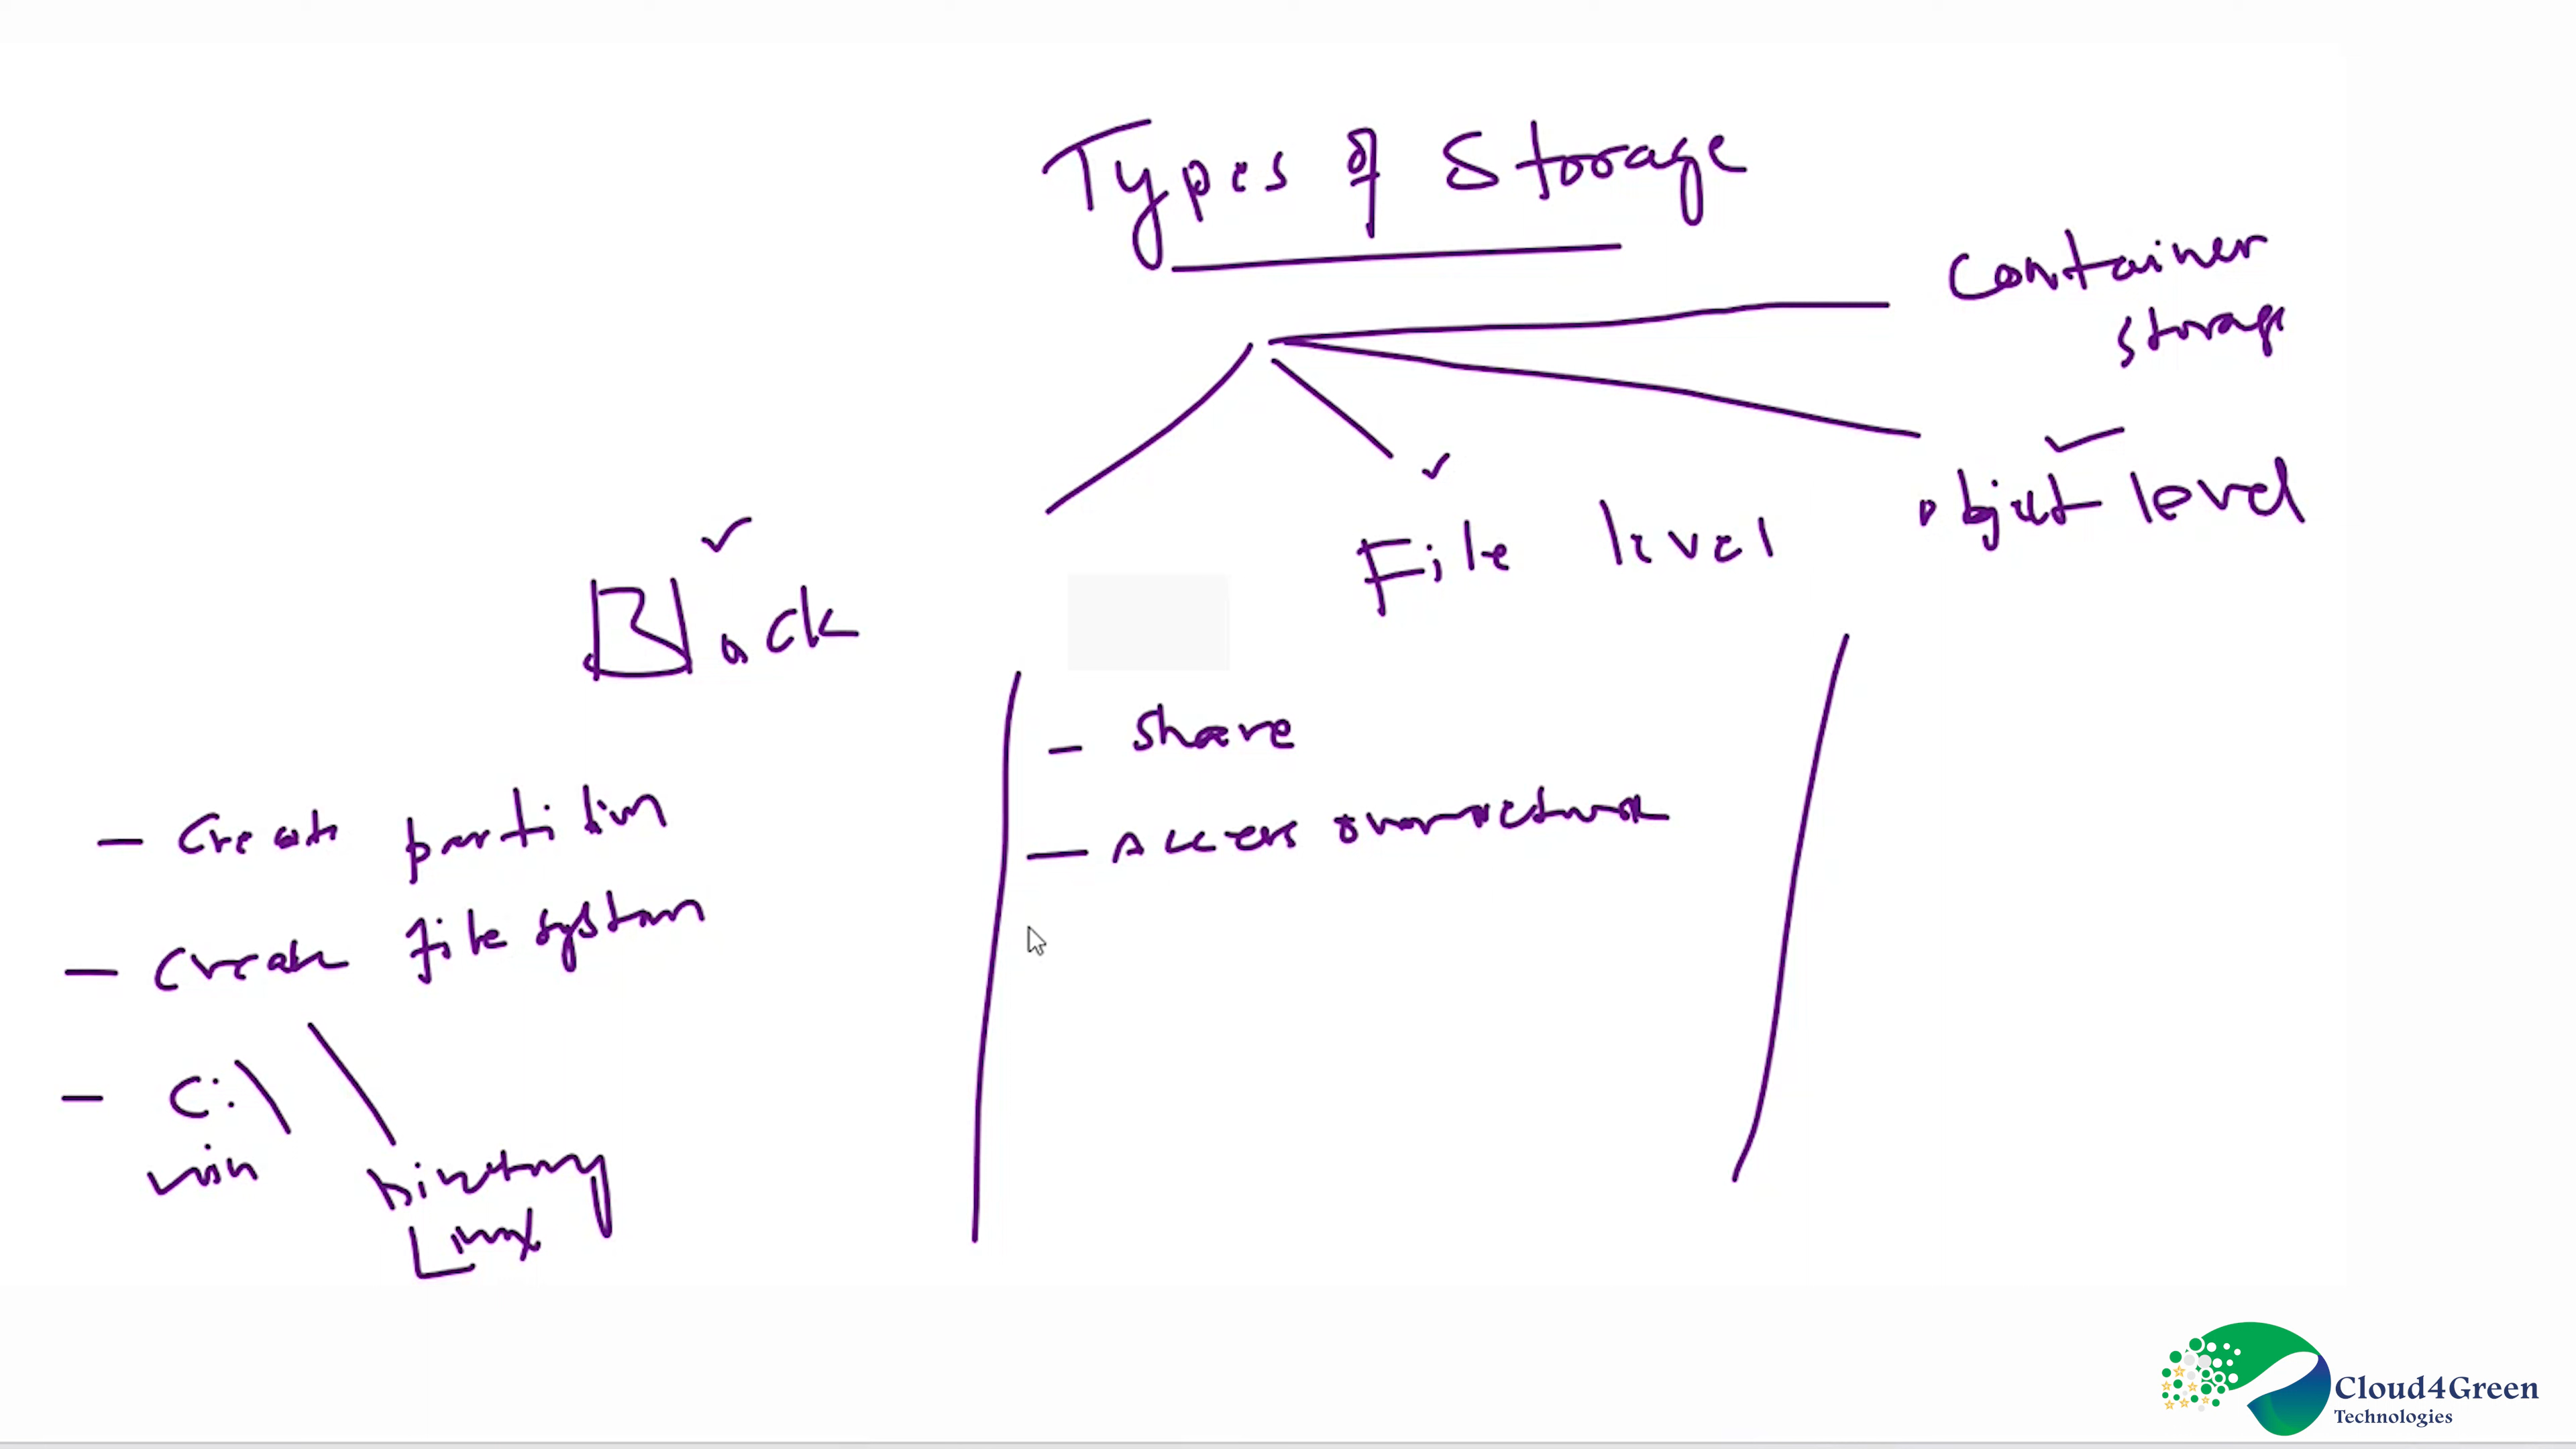 Types of Storage
Container
storage
Block
File level
object level
- Create partition
- Create file system
- C:\
win
Directory
Linux
- Share
- Access over network
Cloud4Green
Technologies